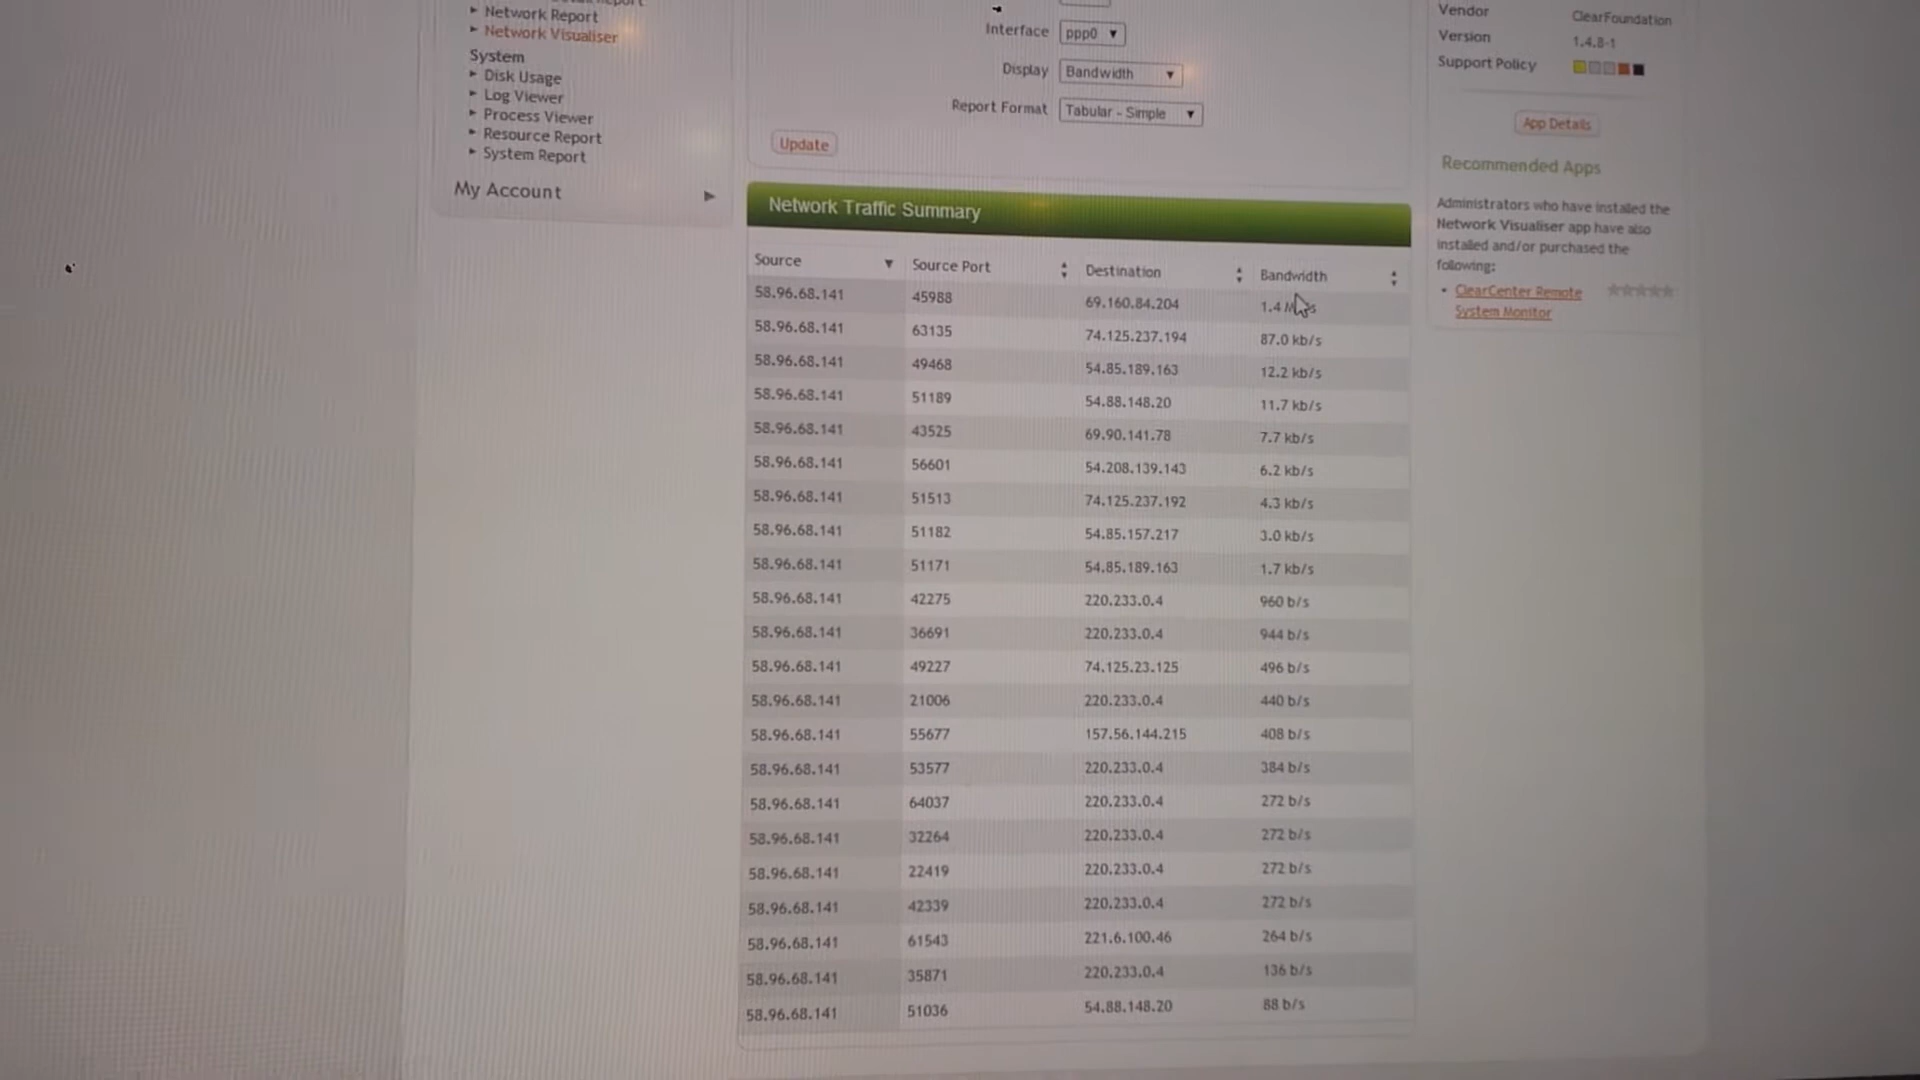 Network Report
Network Visualiser
System
Disk Usage
Log Viewer
Process Viewer
Resource Report
System Report
My Account
Interface ppp0
Display Bandwidth
Report Format Tabular - Simple
Update
Network Traffic Summary
Source Source Port Destination Bandwidth
58.96.68.141 45988 69.160.84.204 1.4
58.96.68.141 63135 74.125.237.194 87.0 kb/s
58.96.68.141 49468 54.85.189.163 12.2 kb/s
58.96.68.141 51189 54.88.148.20 11.7 kb/s
58.96.68.141 43525 69.90.141.78 7.7 kb/s
58.96.68.141 56601 54.208.139.143 6.2 kb/s
58.96.68.141 51513 74.125.237.192 4.3 kb/s
58.96.68.141 51182 54.85.157.217 3.0 kb/s
58.96.68.141 51171 54.85.189.163 1.7 kb/s
58.96.68.141 42275 220.233.0.4 960 b/s
58.96.68.141 36691 220.233.0.4 944 b/s
58.96.68.141 49227 74.125.23.125 496 b/s
58.96.68.141 21006 220.233.0.4 440 b/s
58.96.68.141 55677 157.56.144.215 408 b/s
58.96.68.141 53577 220.233.0.4 384 b/s
58.96.68.141 64037 220.233.0.4 272 b/s
58.96.68.141 32264 220.233.0.4 272 b/s
58.96.68.141 22419 220.233.0.4 272 b/s
58.96.68.141 42339 220.233.0.4 272 b/s
58.96.68.141 61543 221.6.100.46 264 b/s
58.96.68.141 35871 220.233.0.4 136 b/s
58.96.68.141 51036 54.88.148.20 88 b/s
Vendor ClearFoundation
Version 1.4.8-1
Support Policy
App Details
Recommended Apps
Administrators who have installed the
Network Visualiser app have also
installed and/or purchased the
following:
ClearCenter Remote
System Monitor